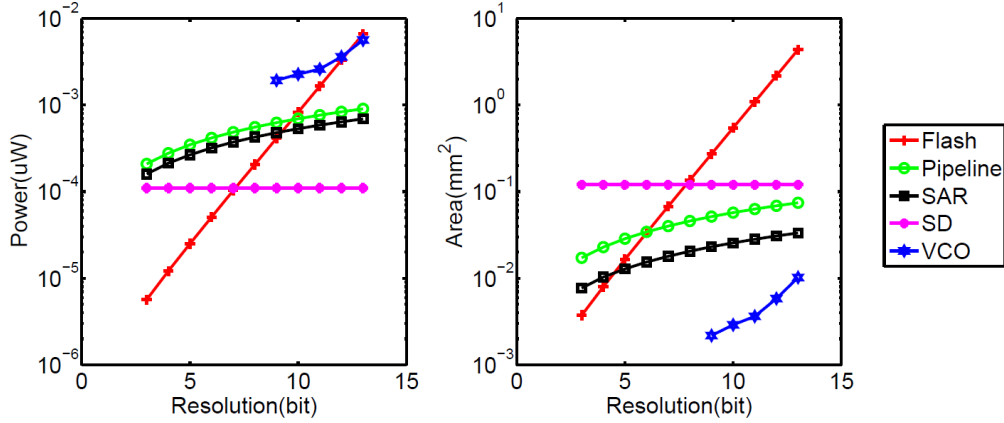 10^-2
10^-3
10^-4
10^-5
10^-6
Power(uW)
0 5 10 15
Resolution(bit)
10^1
10^0
10^-1
10^-2
10^-3
Area(mm^2)
0 5 10 15
Resolution(bit)
Flash
Pipeline
SAR
SD
VCO